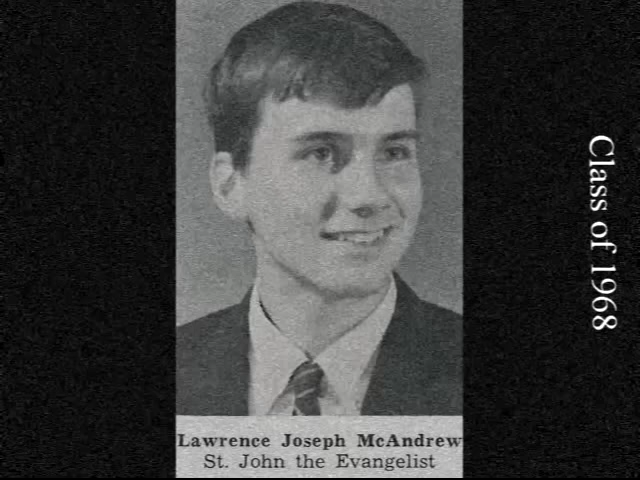 Lawrence Joseph McAndrew
St. John the Evangelist
Class of 1968